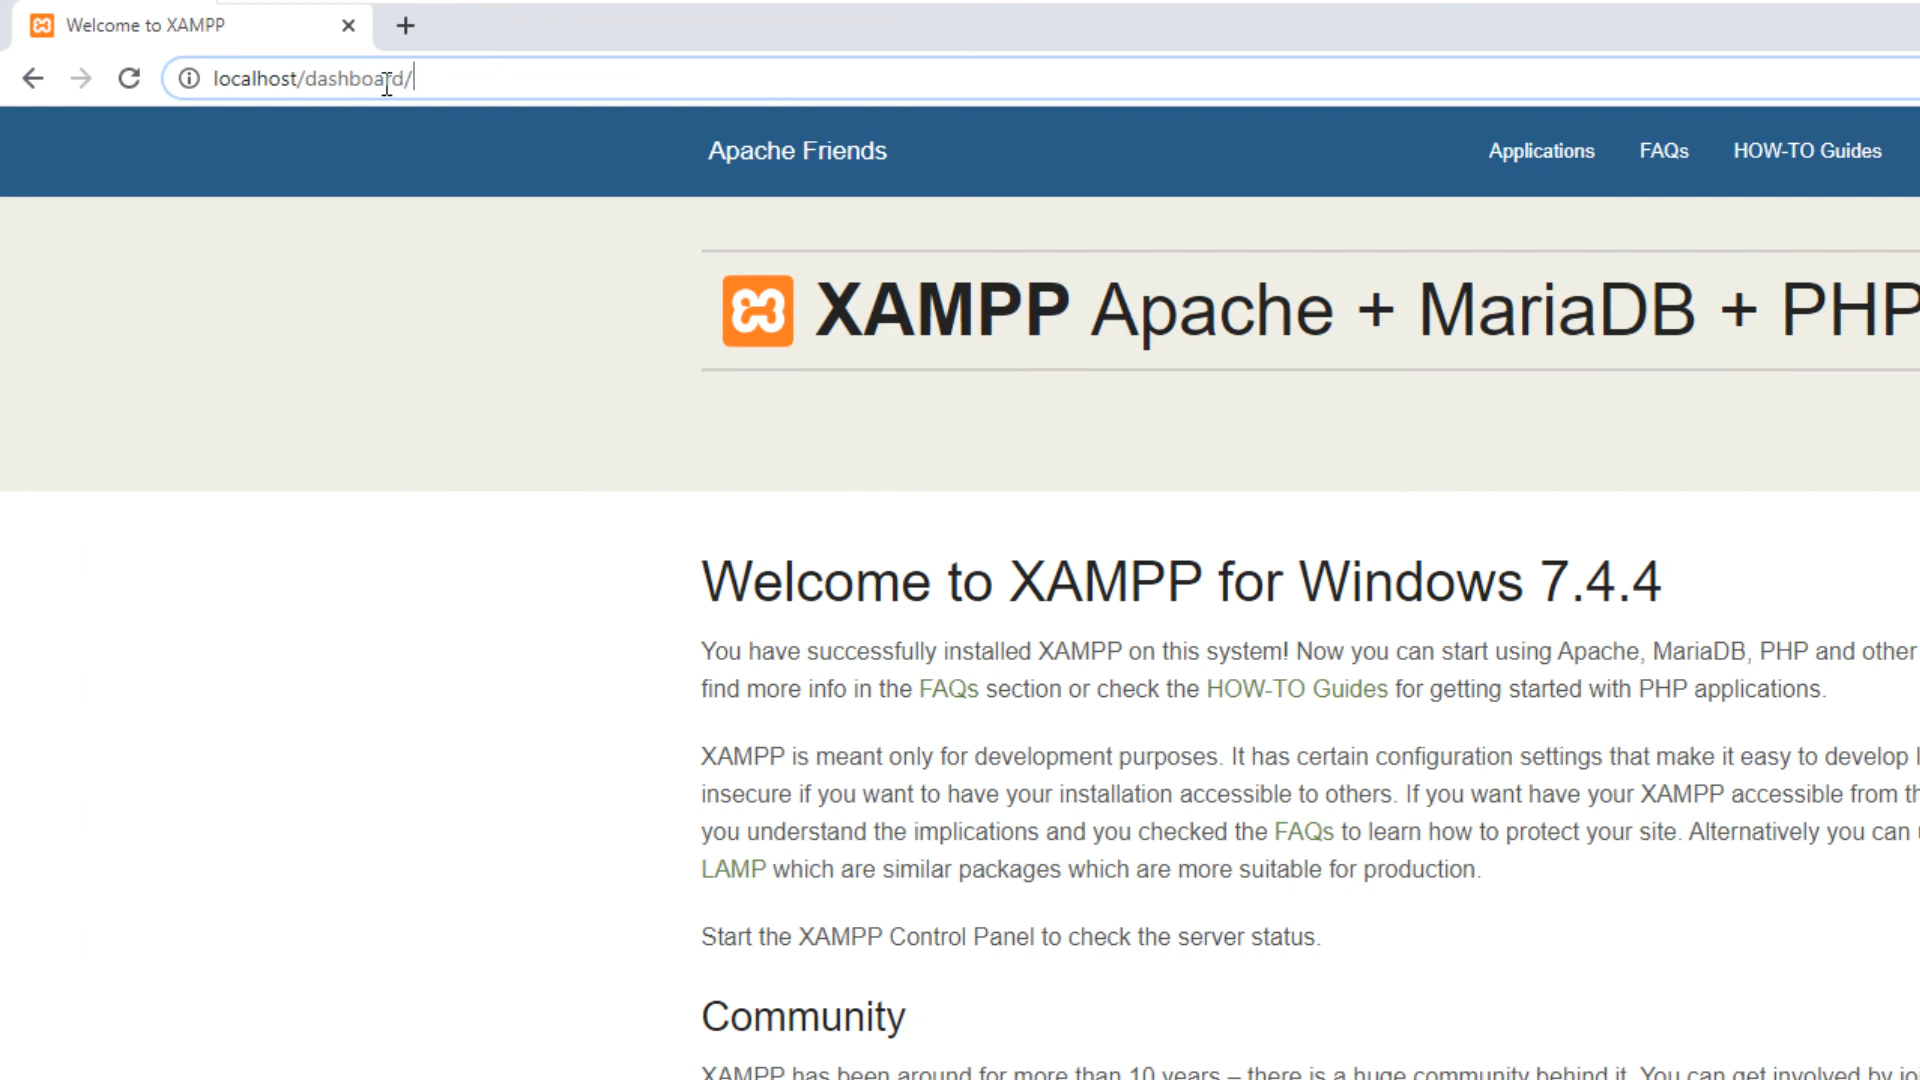 Welcome to XAMPP
localhost/dashboard/
Apache Friends Applications FAQs HOW-TO Guides
XAMPP Apache + MariaDB + PHP
Welcome to XAMPP for Windows 7.4.4
You have successfully installed XAMPP on this system! Now you can start using Apache, MariaDB, PHP and other
find more info in the FAQs section or check the HOW-TO Guides for getting started with PHP applications.
XAMPP is meant only for development purposes. It has certain configuration settings that make it easy to develop
insecure if you want to have your installation accessible to others. If you want have your XAMPP accessible from
you understand the implications and you checked the FAQs to learn how to protect your site. Alternatively you can
LAMP which are similar packages which are more suitable for production.
Start the XAMPP Control Panel to check the server status.
Community
XAMPP has been around for more than 10 years – there is a huge community behind it. You can get involved by